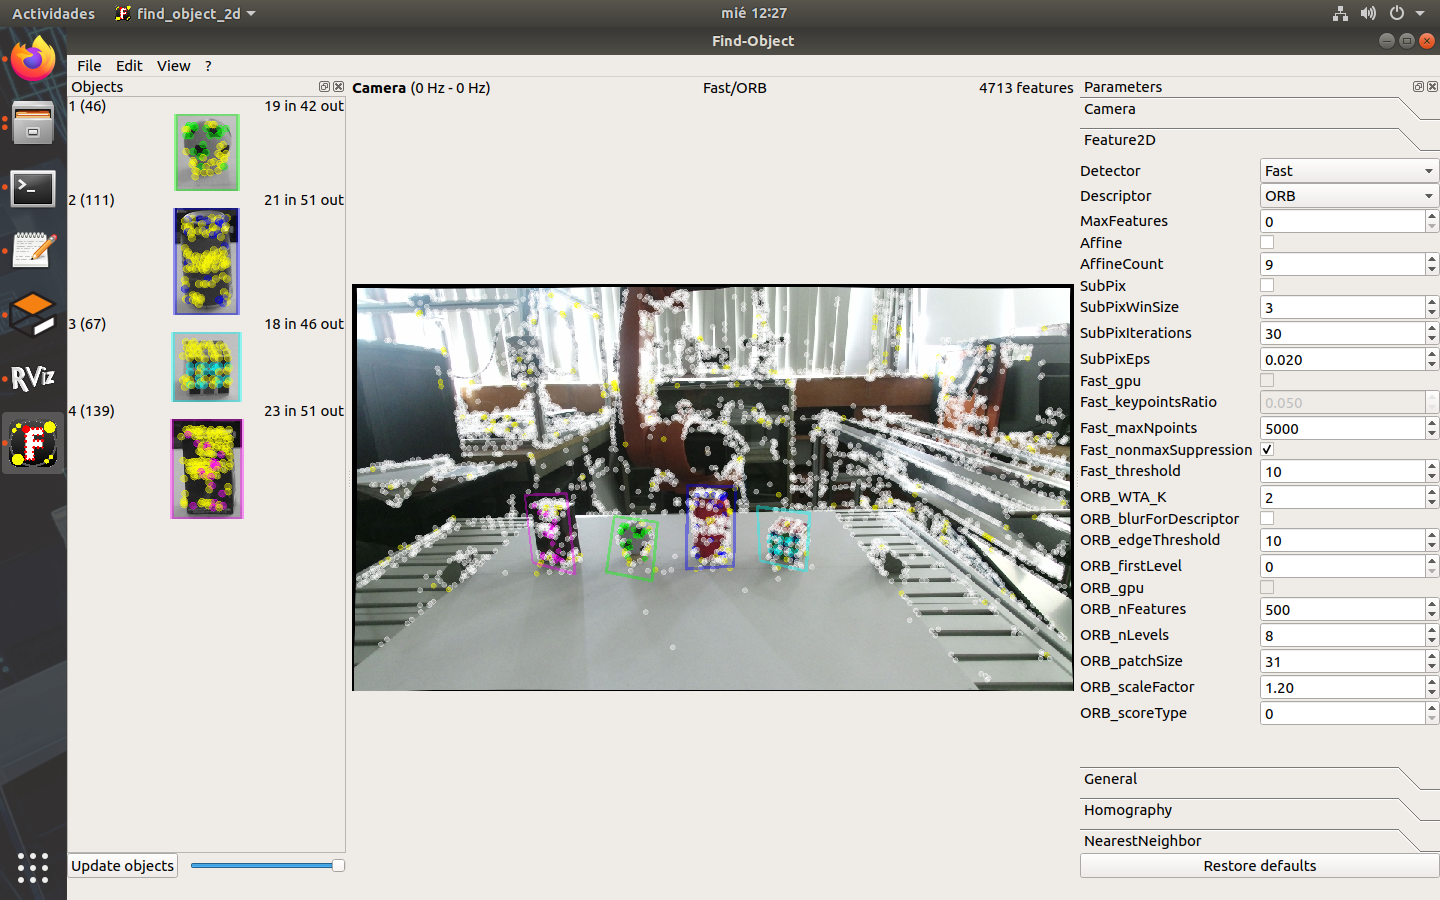 Actividades find_object_2d mié 12:27
Find-Object
File Edit View ?
Objects
1 (46) 19 in 42 out
2 (111) 21 in 51 out
3 (67) 18 in 46 out
4 (139) 23 in 51 out
Update objects
RViz
F
Camera (0 Hz - 0 Hz) Fast/ORB 4713 features
Parameters
Camera
Feature2D
Detector Fast
Descriptor ORB
MaxFeatures 0
Affine
AffineCount 9
SubPix
SubPixWinSize 3
SubPixIterations 30
SubPixEps 0.020
Fast_gpu
Fast_keypointsRatio 0.050
Fast_maxNpoints 5000
Fast_nonmaxSuppression
Fast_threshold 10
ORB_WTA_K 2
ORB_blurForDescriptor
ORB_edgeThreshold 10
ORB_firstLevel 0
ORB_gpu
ORB_nFeatures 500
ORB_nLevels 8
ORB_patchSize 31
ORB_scaleFactor 1.20
ORB_scoreType 0
General
Homography
NearestNeighbor
Restore defaults